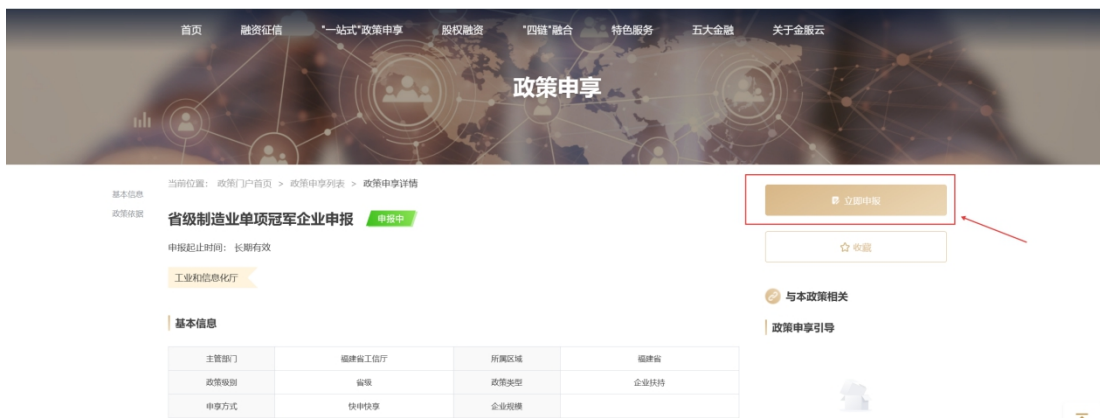 首页 融资征信 "一站式"政策申享 股权融资 "四链"融合 特色服务 五大金融 关于金服云
政策申享
基本信息
政策依据
当前位置： 政策门户首页 > 政策申享列表 > 政策申享详情
省级制造业单项冠军企业申报 申报中
申报起止时间： 长期有效
工业和信息化厅
立即申报
收藏
与本政策相关
政策申享引导
基本信息
主管部门 福建省工信厅 所属区域 福建省
政策级别 省级 政策类型 企业扶持
申享方式 快申快享 企业规模